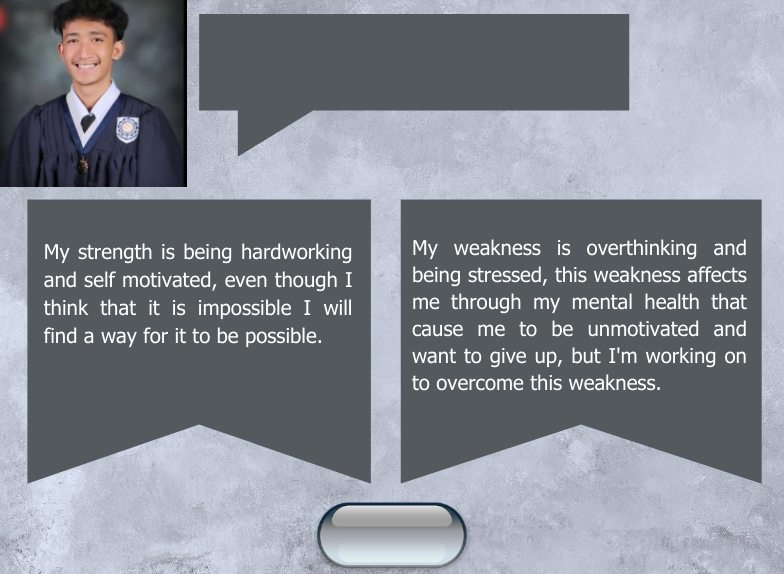 My strength is being hardworking
and self motivated, even though I
think that it is impossible I will
find a way for it to be possible.
My weakness is overthinking and
being stressed, this weakness affects
me through my mental health that
cause me to be unmotivated and
want to give up, but I'm working on
to overcome this weakness.